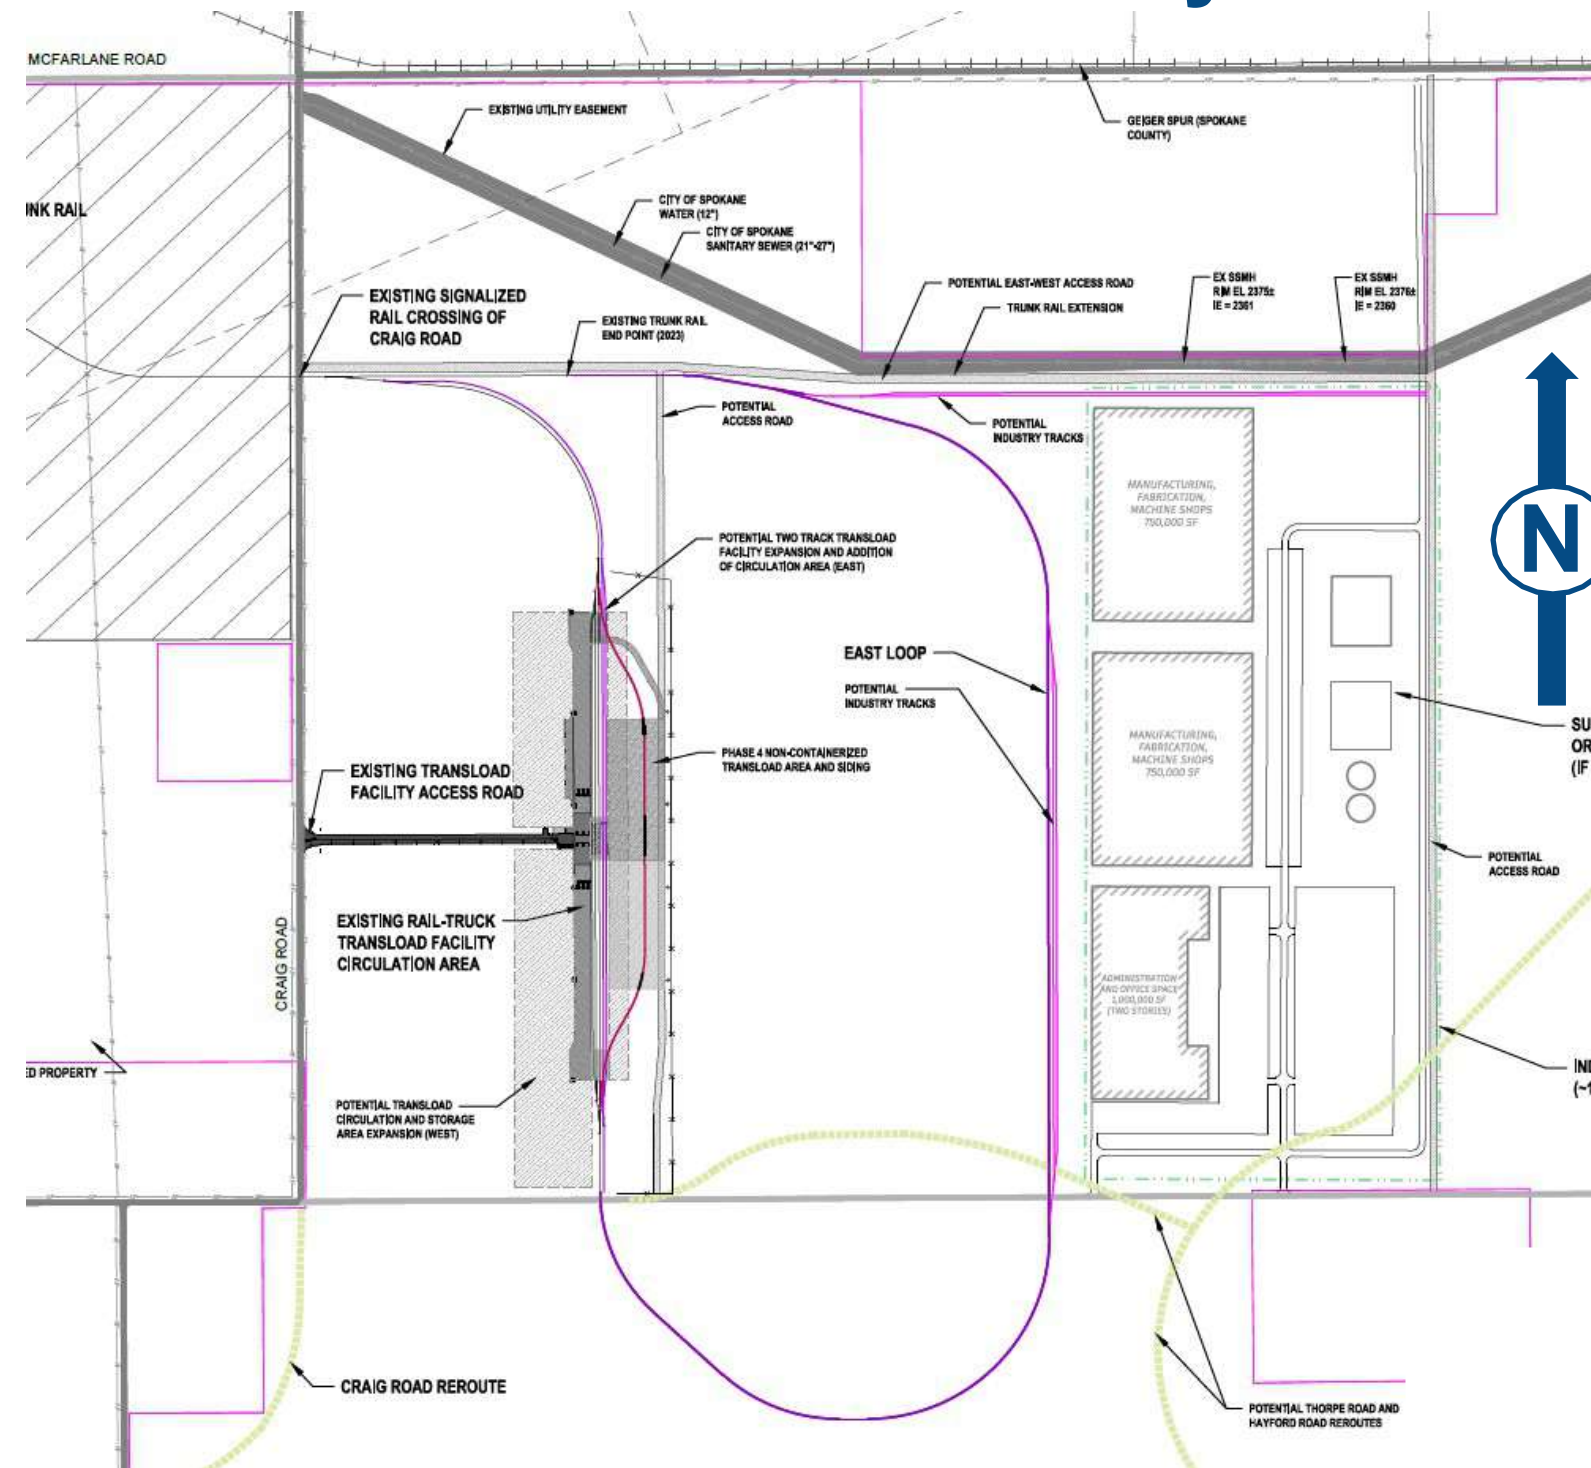 MCFARLANE ROAD
EXISTING UTILITY EASEMENT
GEIGER SPUR (SPOKANE
COUNTY)
INK RAIL
CITY OF SPOKANE
WATER (12")
CITY OF SPOKANE
SANITARY SEWER (21"-27")
EXISTING SIGNALIZED
RAIL CROSSING OF
CRAIG ROAD
EXISTING TRUNK RAIL
END POINT (2023)
POTENTIAL EAST-WEST ACCESS ROAD
TRUNK RAIL EXTENSION
EX SSMH
RIM EL 2375±
IE = 2361
EX SSMH
RIM EL 2376±
IE = 2360
POTENTIAL
ACCESS ROAD
POTENTIAL
INDUSTRY TRACKS
MANUFACTURING,
FABRICATION,
MACHINE SHOPS
750,000 SF
N
POTENTIAL TWO TRACK TRANSLOAD
FACILITY EXPANSION AND ADDITION
OF CIRCULATION AREA (EAST)
EAST LOOP
POTENTIAL
INDUSTRY TRACKS
MANUFACTURING,
FABRICATION,
MACHINE SHOPS
750,000 SF
SU
OR
(IF
PHASE 4 NON-CONTAINERIZED
TRANSLOAD AREA AND SIDING
EXISTING TRANSLOAD
FACILITY ACCESS ROAD
POTENTIAL
ACCESS ROAD
EXISTING RAIL-TRUCK
TRANSLOAD FACILITY
CIRCULATION AREA
CRAIG ROAD
ADMINISTRATION
AND OFFICE SPACE
1,000,000 SF
(TWO STORIES)
ED PROPERTY
IND
(~1
POTENTIAL TRANSLOAD
CIRCULATION AND STORAGE
AREA EXPANSION (WEST)
CRAIG ROAD REROUTE
POTENTIAL THORPE ROAD AND
HAYFORD ROAD REROUTES